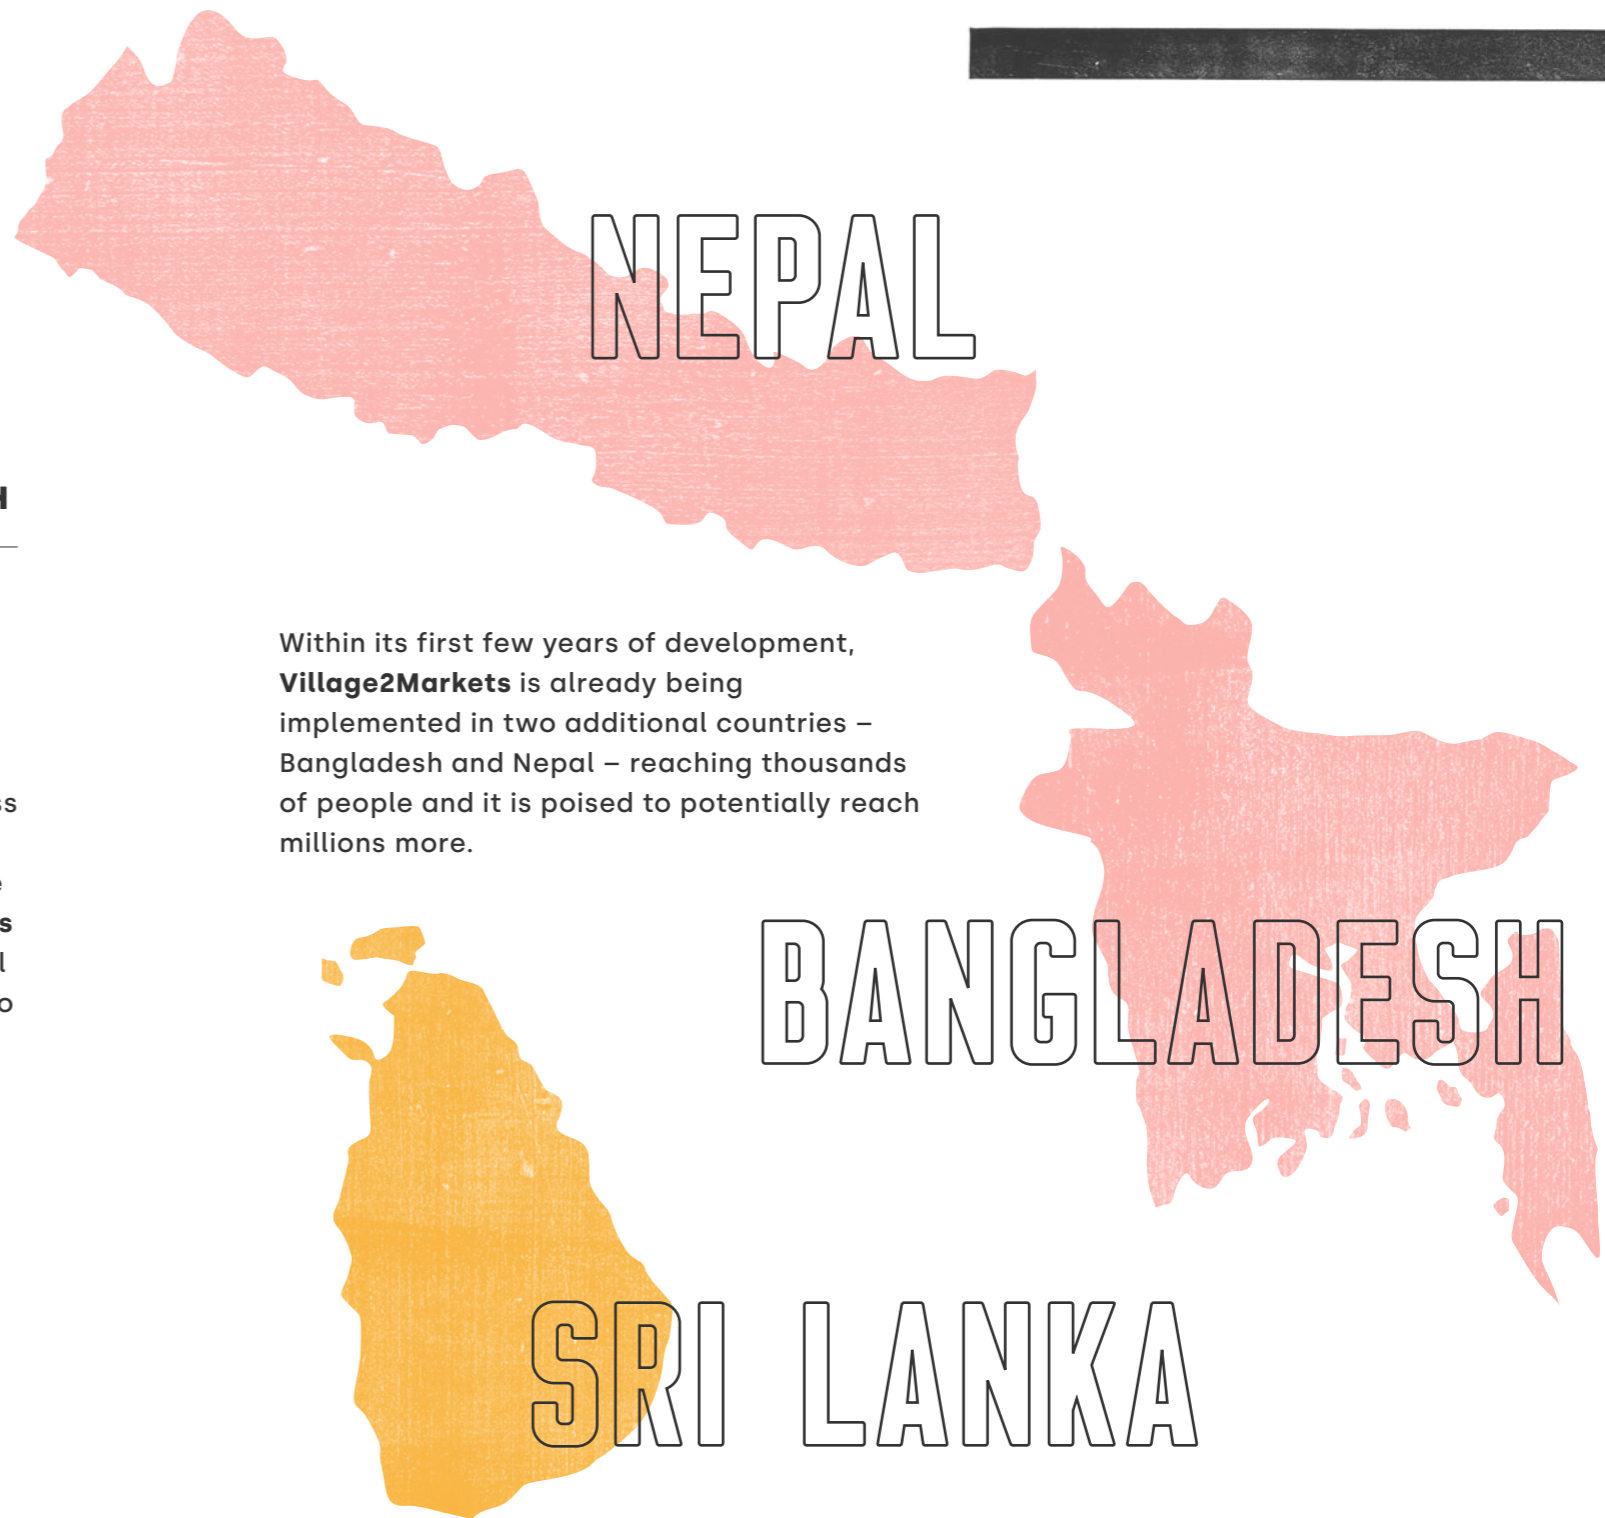 NEPAL
Within its first few years of development,
Village2Markets is already being
implemented in two additional countries –
Bangladesh and Nepal – reaching thousands
of people and it is poised to potentially reach
millions more.
BANGLADESH
SRI LANKA